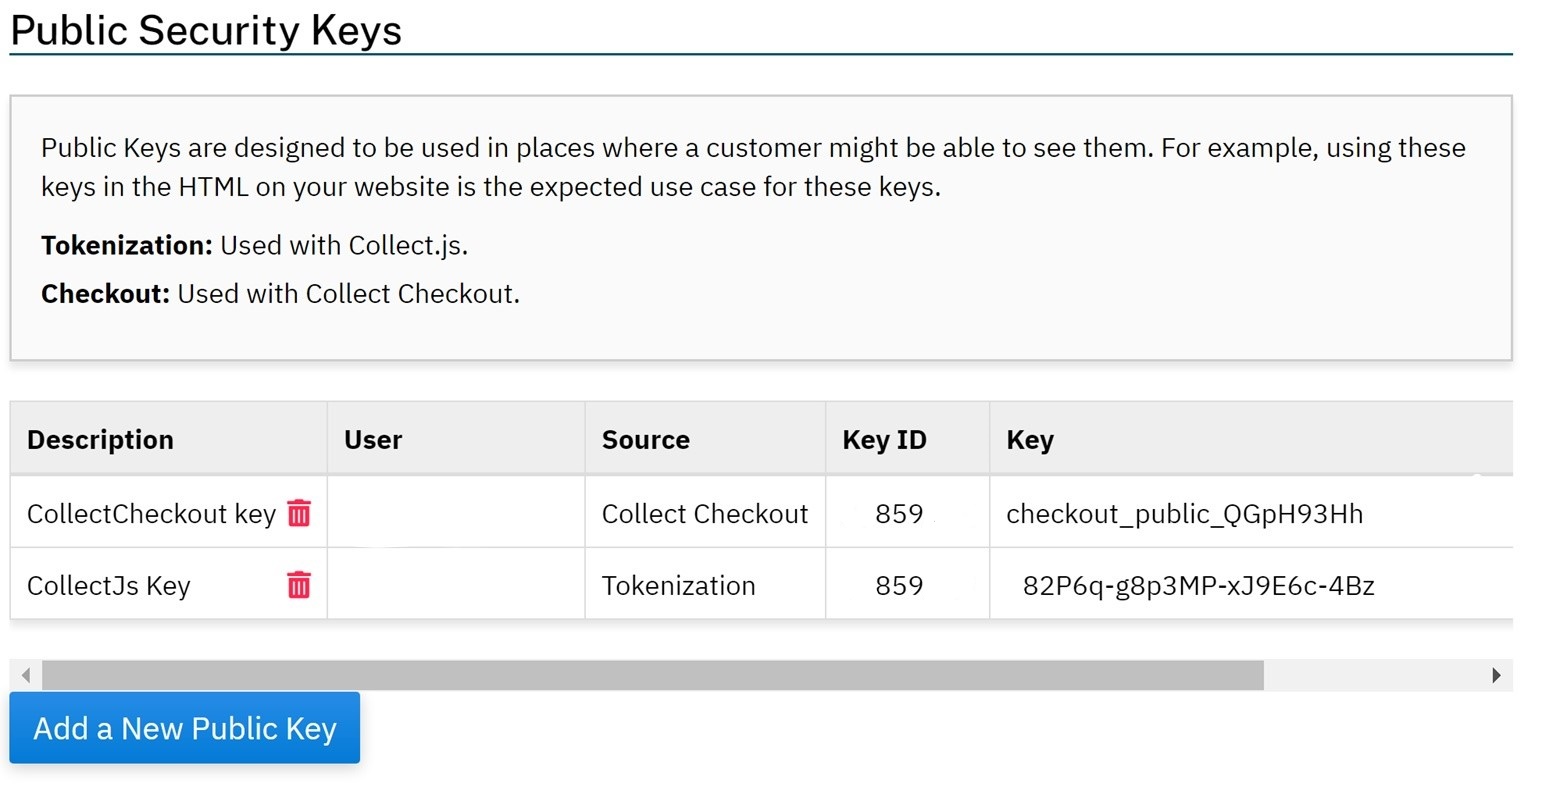 Public Security Keys
Public Keys are designed to be used in places where a customer might be able to see them. For example, using these
keys in the HTML on your website is the expected use case for these keys.
Tokenization: Used with Collect.js.
Checkout: Used with Collect Checkout.
Description User Source Key ID Key
CollectCheckout key Collect Checkout 859 checkout_public_QGpH93Hh
CollectJs Key Tokenization 859 82P6q-g8p3MP-xJ9E6c-4Bz
Add a New Public Key